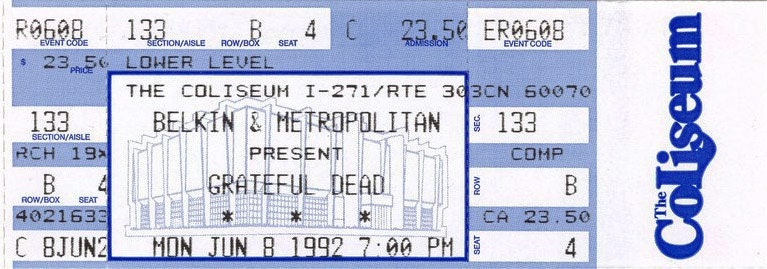 R0608 133 B 4 C 23.50 ER0608
EVENT CODE SECTION/AISLE ROW/BOX SEAT ADMISSION EVENT CODE
$ 23.50 LOWER LEVEL
PRICE
THE COLISEUM I-271/RTE 303 CN 60070
133 BELKIN & METROPOLITAN SEC. 133
SECTION/AISLE
RCH 19X PRESENT COMP
B 4 GRATEFUL DEAD ROW B
ROW/BOX SEAT
4021633 * * * CA 23.50
C 8JUN2 MON JUN 8 1992 7:00 PM SEAT 4
The Coliseum